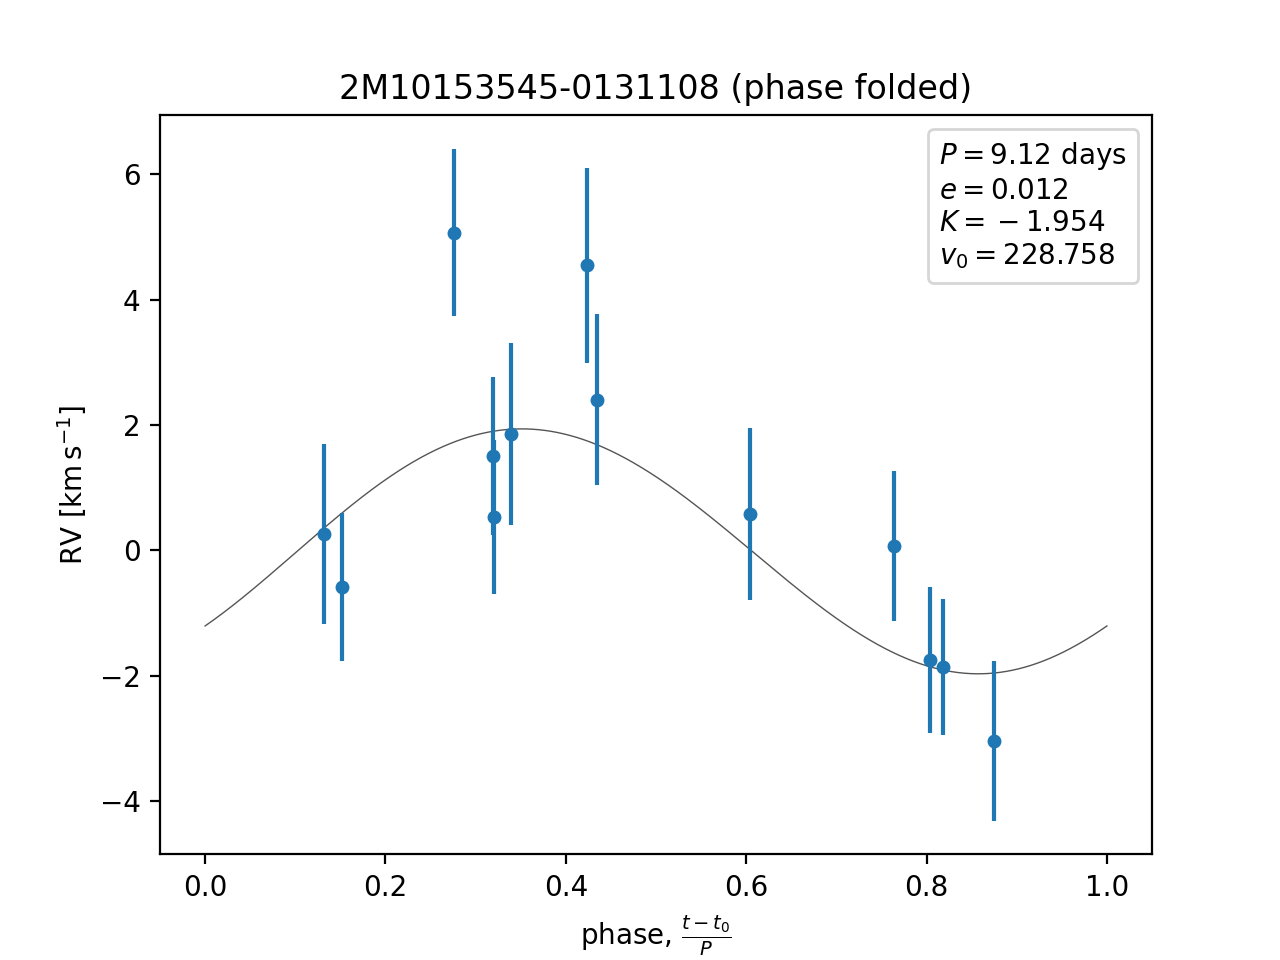 2M10153545-0131108 (phase folded)
P = 9.12 days
e = 0.012
K = −1.954
v₀ = 228.758
RV [km s⁻¹]
6
4
2
0
−2
−4
0.0 0.2 0.4 0.6 0.8 1.0
phase, (t − t₀)/P